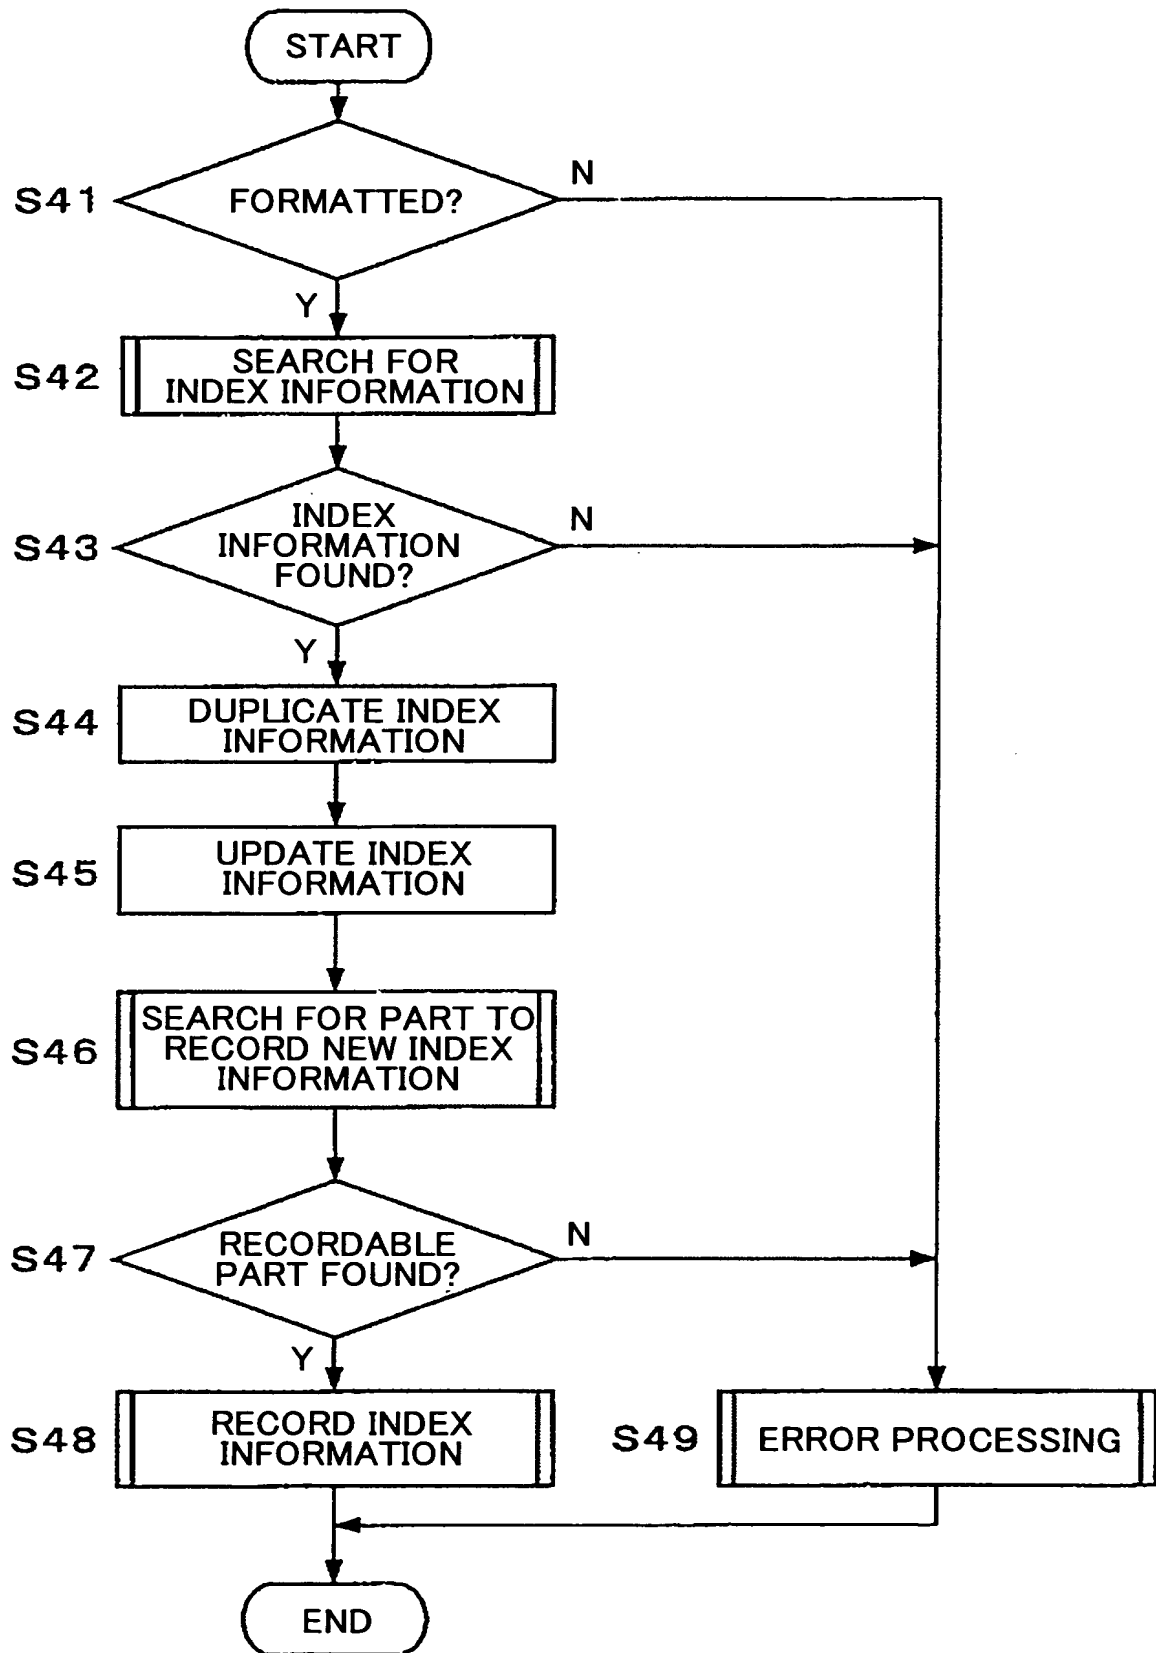 START
S41
FORMATTED?
N
Y
S42
SEARCH FOR
INDEX INFORMATION
S43
INDEX
INFORMATION
FOUND?
N
Y
S44
DUPLICATE INDEX
INFORMATION
S45
UPDATE INDEX
INFORMATION
S46
SEARCH FOR PART TO
RECORD NEW INDEX
INFORMATION
S47
RECORDABLE
PART FOUND?
N
Y
S48
RECORD INDEX
INFORMATION
S49
ERROR PROCESSING
END